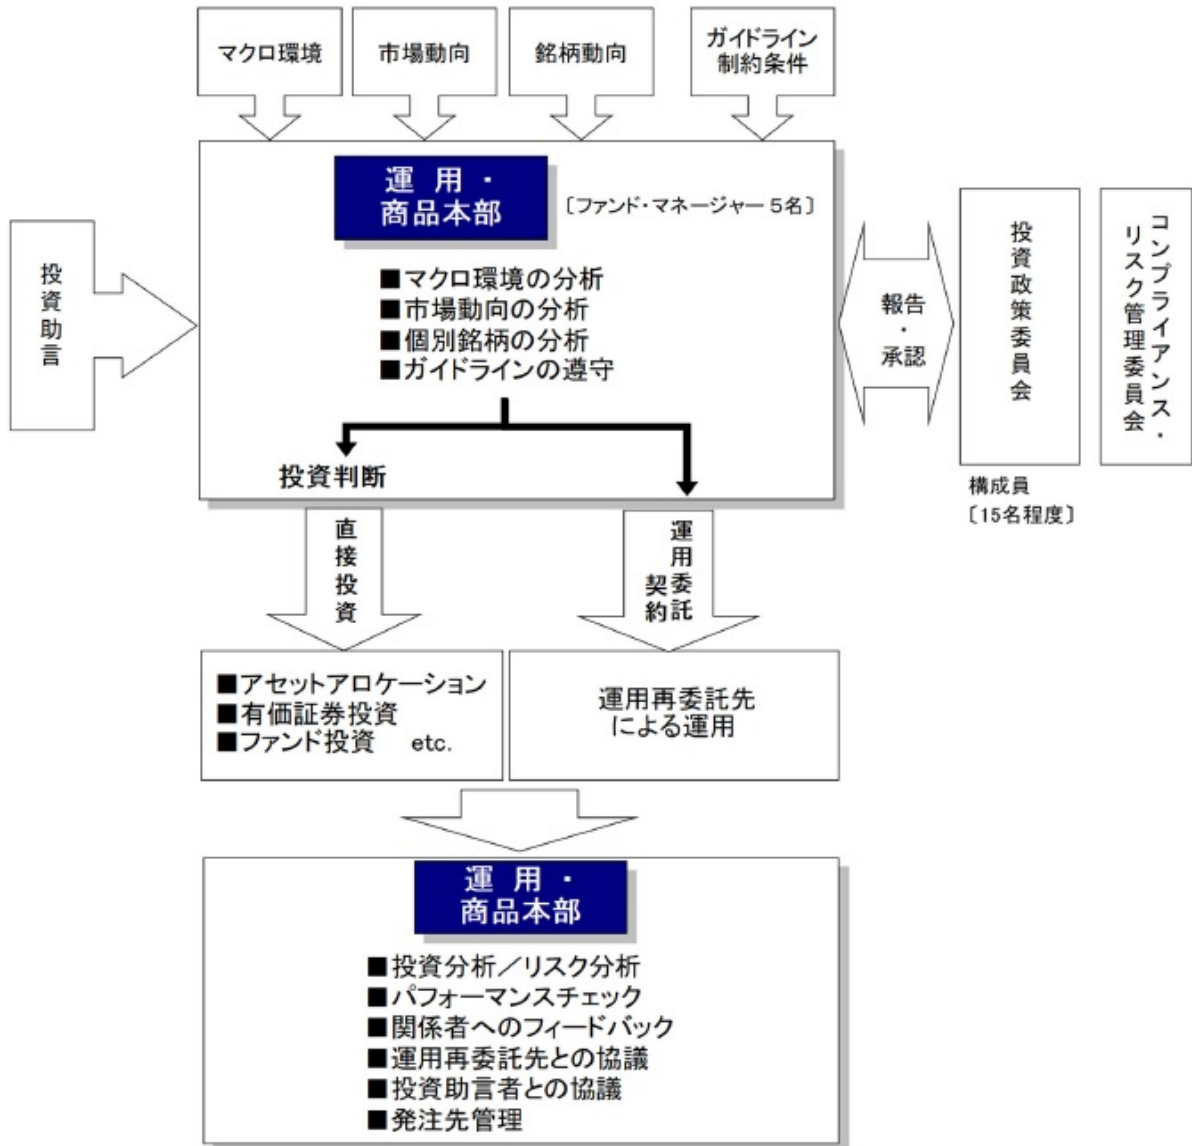 マクロ環境
市場動向
銘柄動向
ガイドライン
制約条件
運 用 ・
商品本部
〔ファンド・マネージャー 5名〕
■マクロ環境の分析
■市場動向の分析
■個別銘柄の分析
■ガイドラインの遵守
投資助言
報告
・
承認
投資政策委員会
コンプライアンス・
リスク管理委員会
構成員
〔15名程度〕
投資判断
直接投資
運用委託
契約
■アセットアロケーション
■有価証券投資
■ファンド投資 etc.
運用再委託先
による運用
運 用 ・
商品本部
■投資分析／リスク分析
■パフォーマンスチェック
■関係者へのフィードバック
■運用再委託先との協議
■投資助言者との協議
■発注先管理